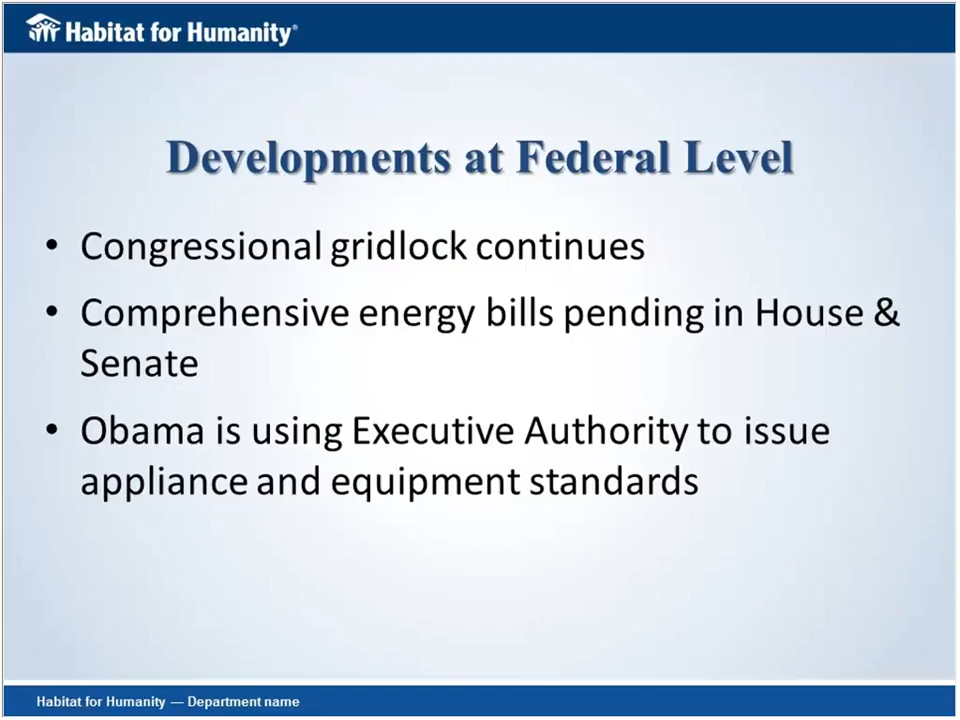 Habitat for Humanity®
Developments at Federal Level
• Congressional gridlock continues
• Comprehensive energy bills pending in House &
Senate
• Obama is using Executive Authority to issue
appliance and equipment standards
Habitat for Humanity — Department name